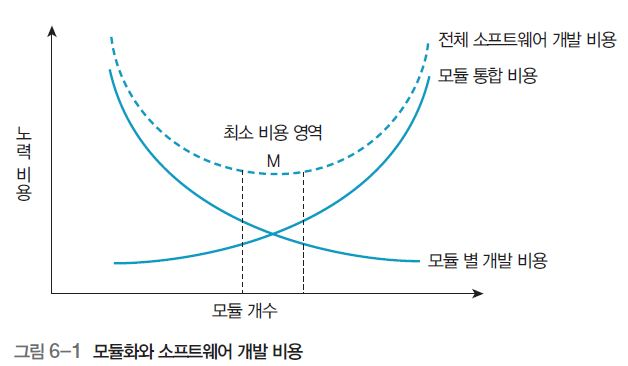 전체 소프트웨어 개발 비용
모듈 통합 비용
최소 비용 영역
M
노력 비용
모듈 별 개발 비용
모듈 개수
그림 6-1 모듈화와 소프트웨어 개발 비용